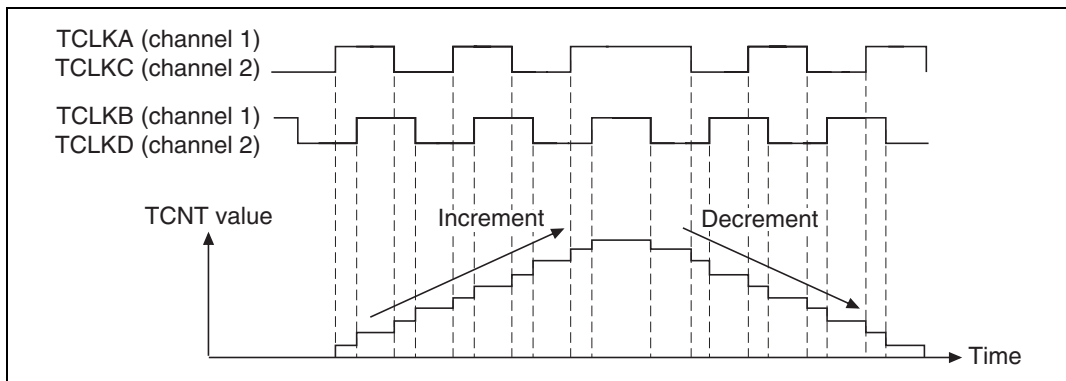 TCLKA (channel 1)
TCLKC (channel 2)
TCLKB (channel 1)
TCLKD (channel 2)
TCNT value
Increment
Decrement
Time